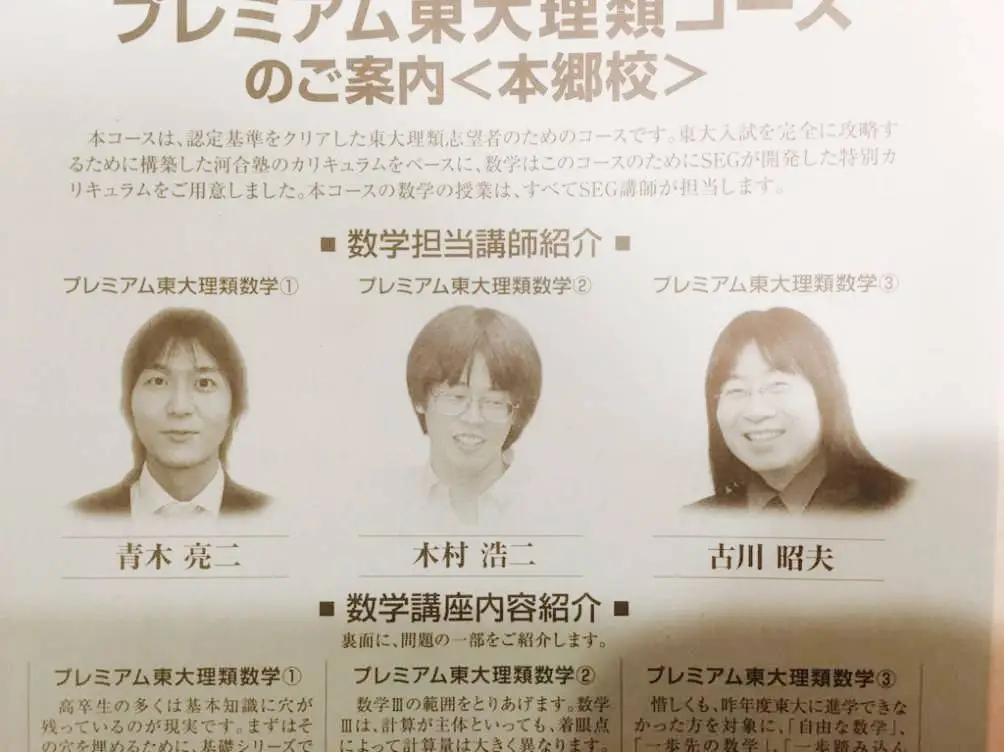 プレミアム東大理類コース
のご案内<本郷校>
本コースは、認定基準をクリアした東大理類志望者のためのコースです。東大入試を完全に攻略す
るために構築した河合塾のカリキュラムをベースに、数学はこのコースのためにSEGが開発した特別カ
リキュラムをご用意しました。本コースの数学の授業は、すべてSEG講師が担当します。
■ 数学担当講師紹介 ■
プレミアム東大理類数学①
プレミアム東大理類数学②
プレミアム東大理類数学③
青木 亮二
木村 浩二
古川 昭夫
■ 数学講座内容紹介 ■
裏面に、問題の一部をご紹介します。
プレミアム東大理類数学①
高卒生の多くは基本知識に穴が
残っているのが現実です。まずはそ
の穴を埋めるために、基礎シリーズで
プレミアム東大理類数学②
数学Ⅲの範囲をとりあげます。数学
Ⅲは、計算が主体といっても、着眼点
によって計算量は大きく異なります。
プレミアム東大理類数学③
惜しくも、昨年度東大に進学できな
かった方を対象に、「自由な数学」、
「一歩先の数学」、「一歩踏み